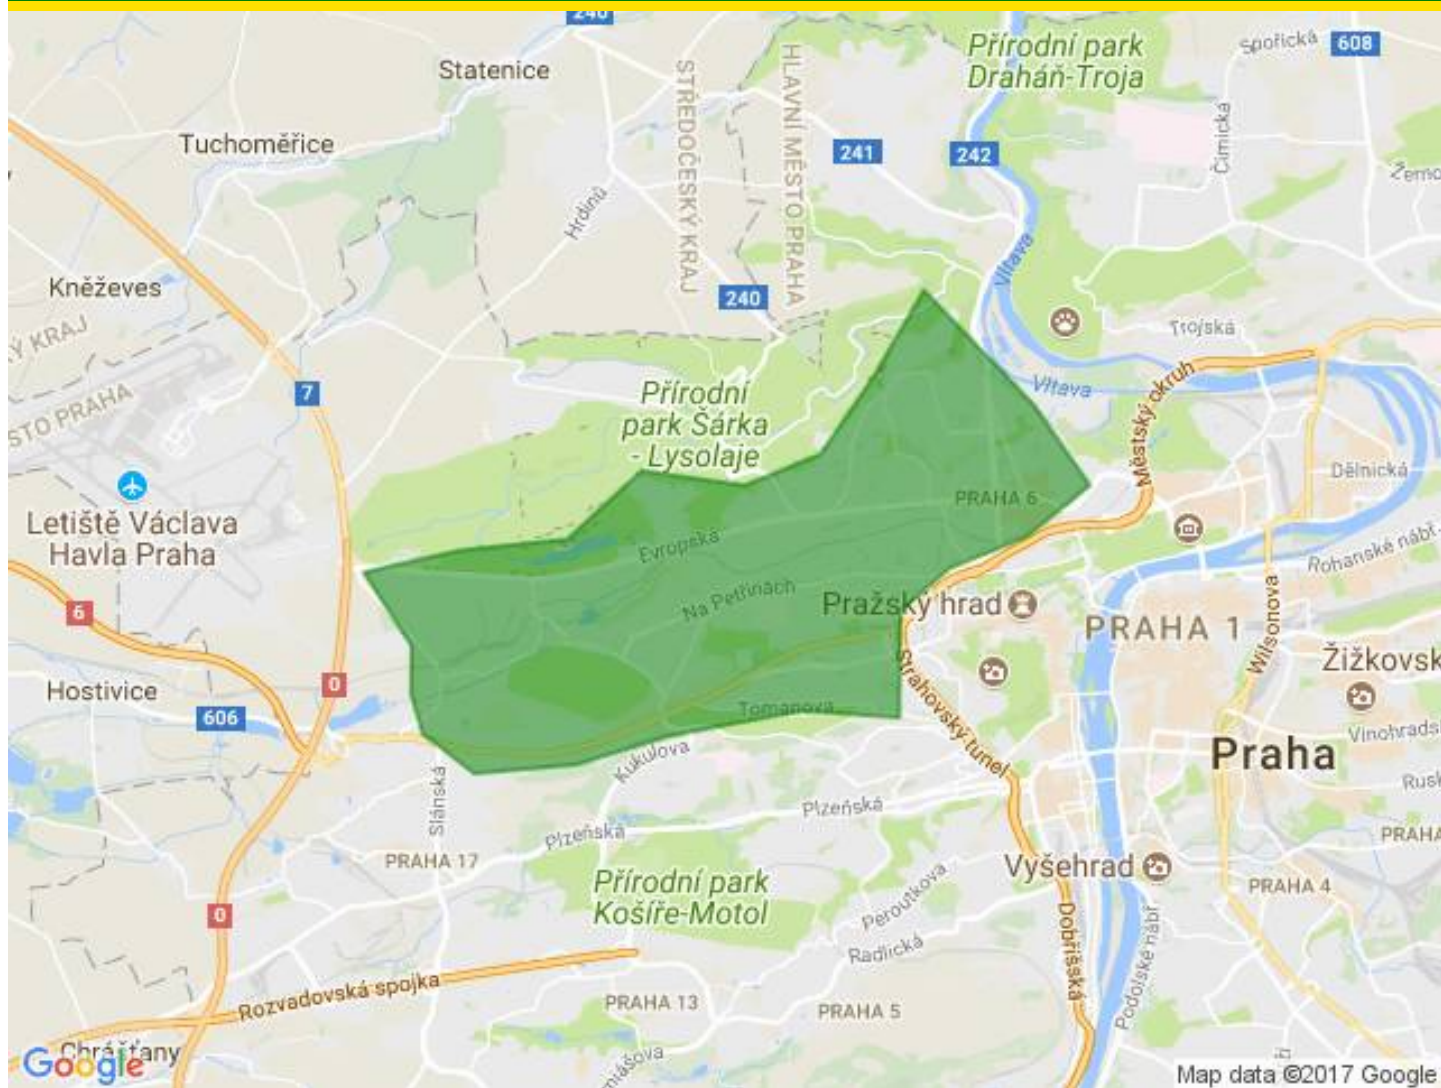 240
Statenice
Přírodní park
Draháň-Troja
Spořická
608
STŘEDOČESKÝ KRAJ
HLAVNÍ MĚSTO PRAHA
Čimická
Tuchoměřice
241
242
Hrdinů
Vltava
Kněževes
240
Trojská
7
Přírodní
park Šárka
- Lysolaje
Vltava
Městský okruh
Dělnická
Letiště Václava
Havla Praha
PRAHA 6
Evropská
Rohanské nábř.
Na Petřinách
Pražský hrad
6
PRAHA 1
Wilsonova
Žižkovsk
Hostivice
0
606
Strahovský tunel
Tomanova
Kukulova
Praha
Slánská
Plzeňská
Plzeňská
PRAHA 17
Přírodní park
Košíře-Motol
Vyšehrad
PRAHA 4
Peroutkova
0
Radlická
Dobříšská
Podolské nábř.
Rozvadovská spojka
PRAHA 13
PRAHA 5
Chrášťany
Google
Map data ©2017 Google